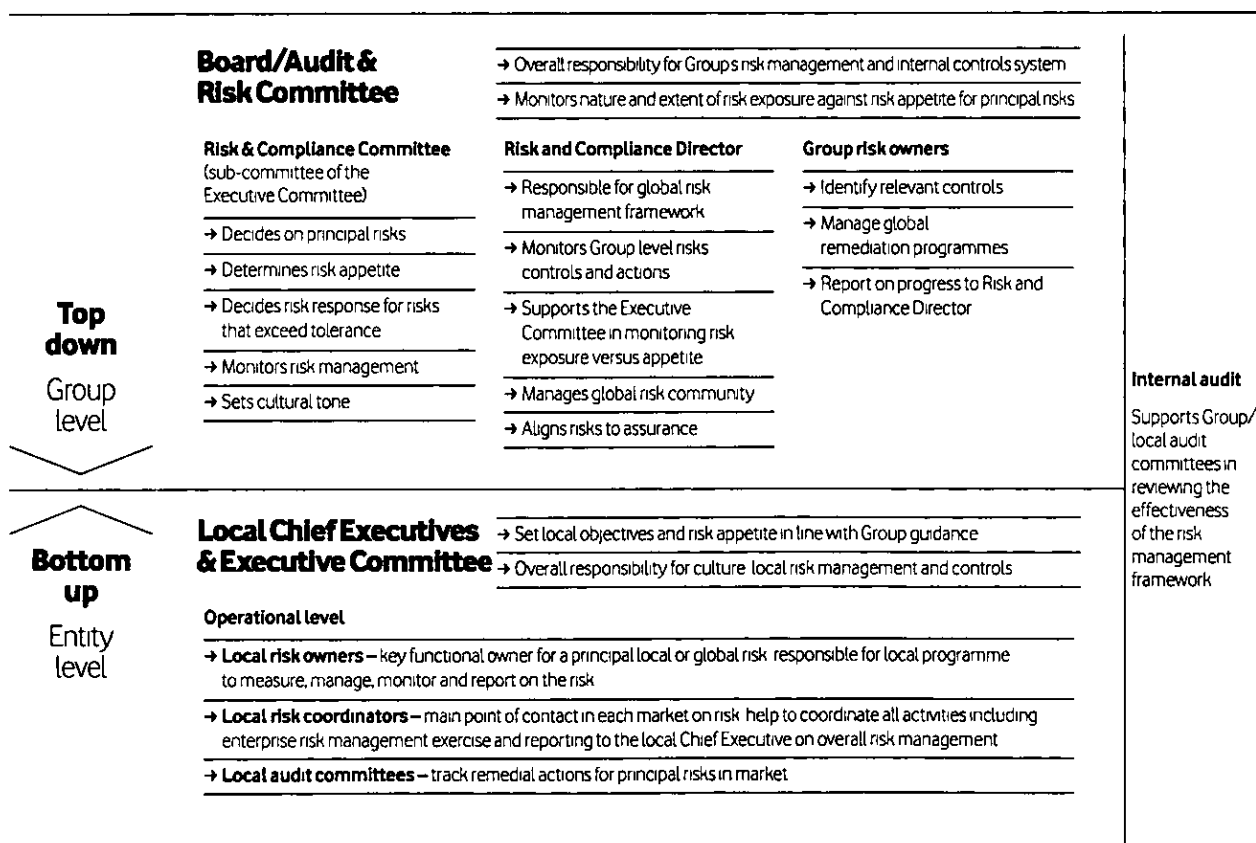 Board/Audit &
Risk Committee
→ Overall responsibility for Groups risk management and internal controls system
→ Monitors nature and extent of risk exposure against risk appetite for principal risks
Risk & Compliance Committee
(sub-committee of the
Executive Committee)
→ Decides on principal risks
→ Determines risk appetite
→ Decides risk response for risks
that exceed tolerance
→ Monitors risk management
→ Sets cultural tone
Risk and Compliance Director
→ Responsible for global risk
management framework
→ Monitors Group level risks
controls and actions
→ Supports the Executive
Committee in monitoring risk
exposure versus appetite
→ Manages global risk community
→ Aligns risks to assurance
Group risk owners
→ Identify relevant controls
→ Manage global
remediation programmes
→ Report on progress to Risk and
Compliance Director
Top
down
Group
level
Internal audit
Supports Group/
local audit
committees in
reviewing the
effectiveness
of the risk
management
framework
Bottom
up
Entity
level
Local Chief Executives
& Executive Committee
→ Set local objectives and risk appetite in line with Group guidance
→ Overall responsibility for culture local risk management and controls
Operational level
→ Local risk owners – key functional owner for a principal local or global risk responsible for local programme
to measure, manage, monitor and report on the risk
→ Local risk coordinators – main point of contact in each market on risk help to coordinate all activities including
enterprise risk management exercise and reporting to the local Chief Executive on overall risk management
→ Local audit committees – track remedial actions for principal risks in market